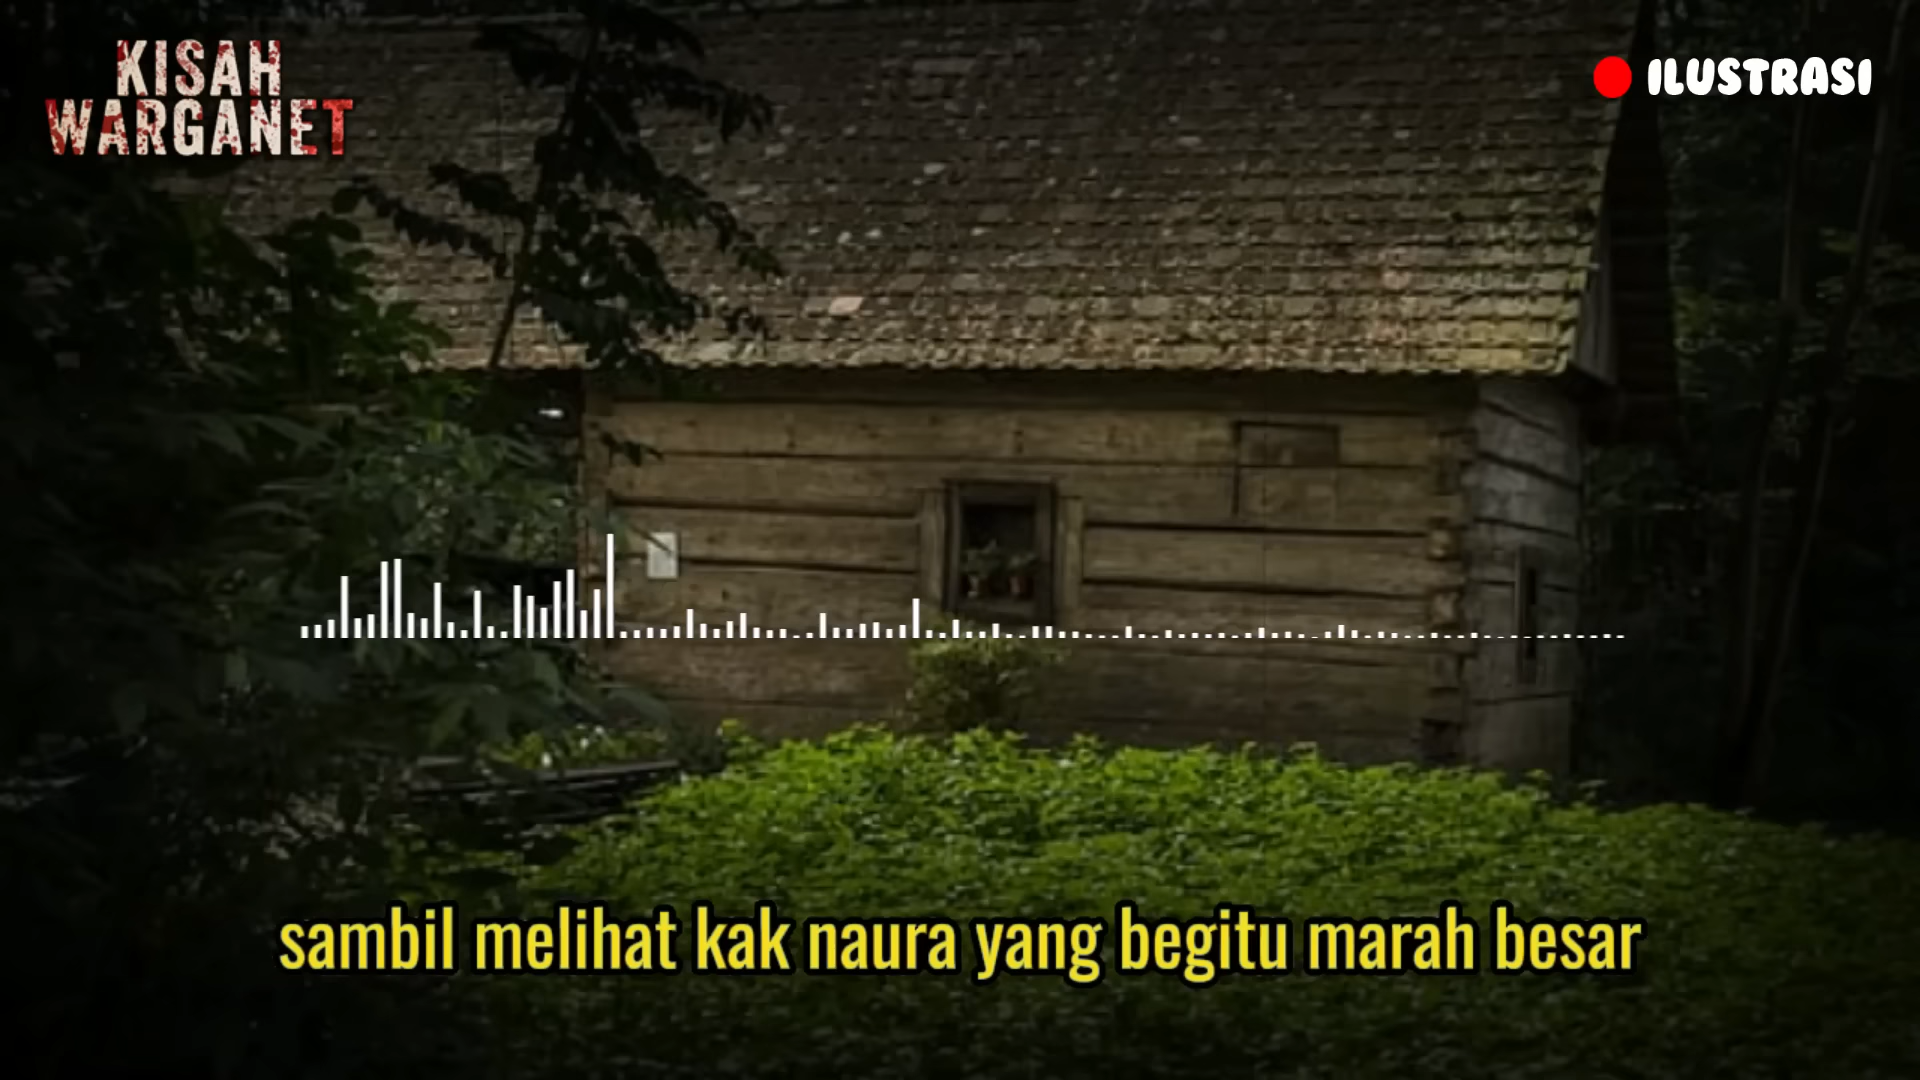 KISAH
WARGANET
ILUSTRASI
sambil melihat kak naura yang begitu marah besar